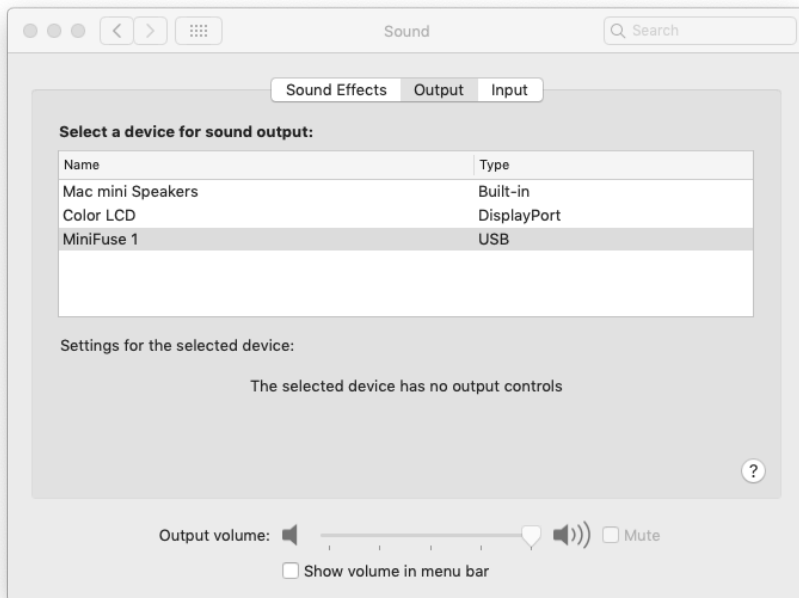 Sound
Search
Sound Effects Output Input
Select a device for sound output:
Name Type
Mac mini Speakers Built-in
Color LCD DisplayPort
MiniFuse 1 USB
Settings for the selected device:
The selected device has no output controls
?
Output volume: Mute
Show volume in menu bar